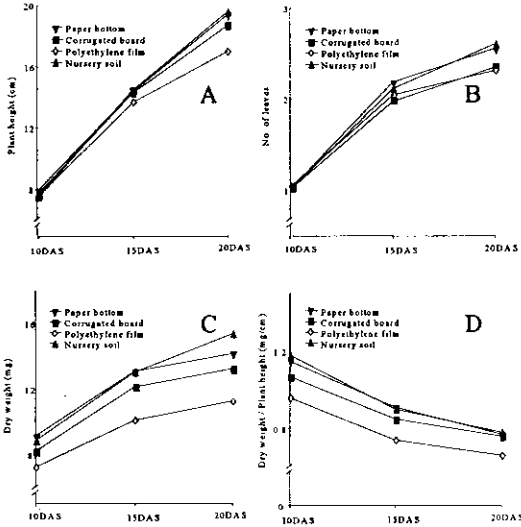 20
16
12
8
Plant height (cm)
Paper bottom
Corrugated board
Polyethylene film
Nursery soil
A
10DAS 15DAS 20DAS
3
2
1
No. of leaves
Paper bottom
Corrugated board
Polyethylene film
Nursery soil
B
10DAS 15DAS 20DAS
16
12
8
Dry weight (mg)
Paper bottom
Corrugated board
Polyethylene film
Nursery soil
C
10DAS 15DAS 20DAS
1.2
0.8
0
Dry weight / Plant height (mg/cm)
Paper bottom
Corrugated board
Polyethylene film
Nursery soil
D
10DAS 15DAS 20DAS